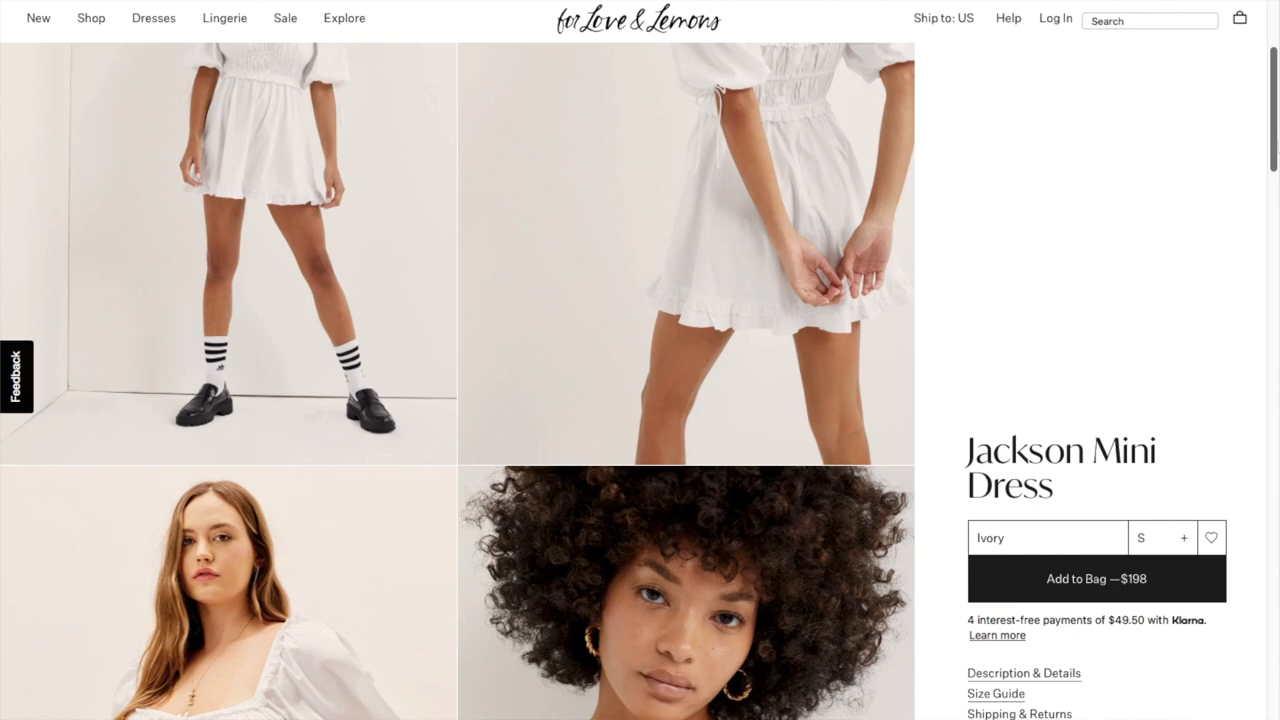 New Shop Dresses Lingerie Sale Explore
for Love & Lemons
Ship to: US Help Log In Search
Feedback
Jackson Mini
Dress
Ivory S +
Add to Bag —$198
4 interest-free payments of $49.50 with Klarna.
Learn more
Description & Details
Size Guide
Shipping & Returns